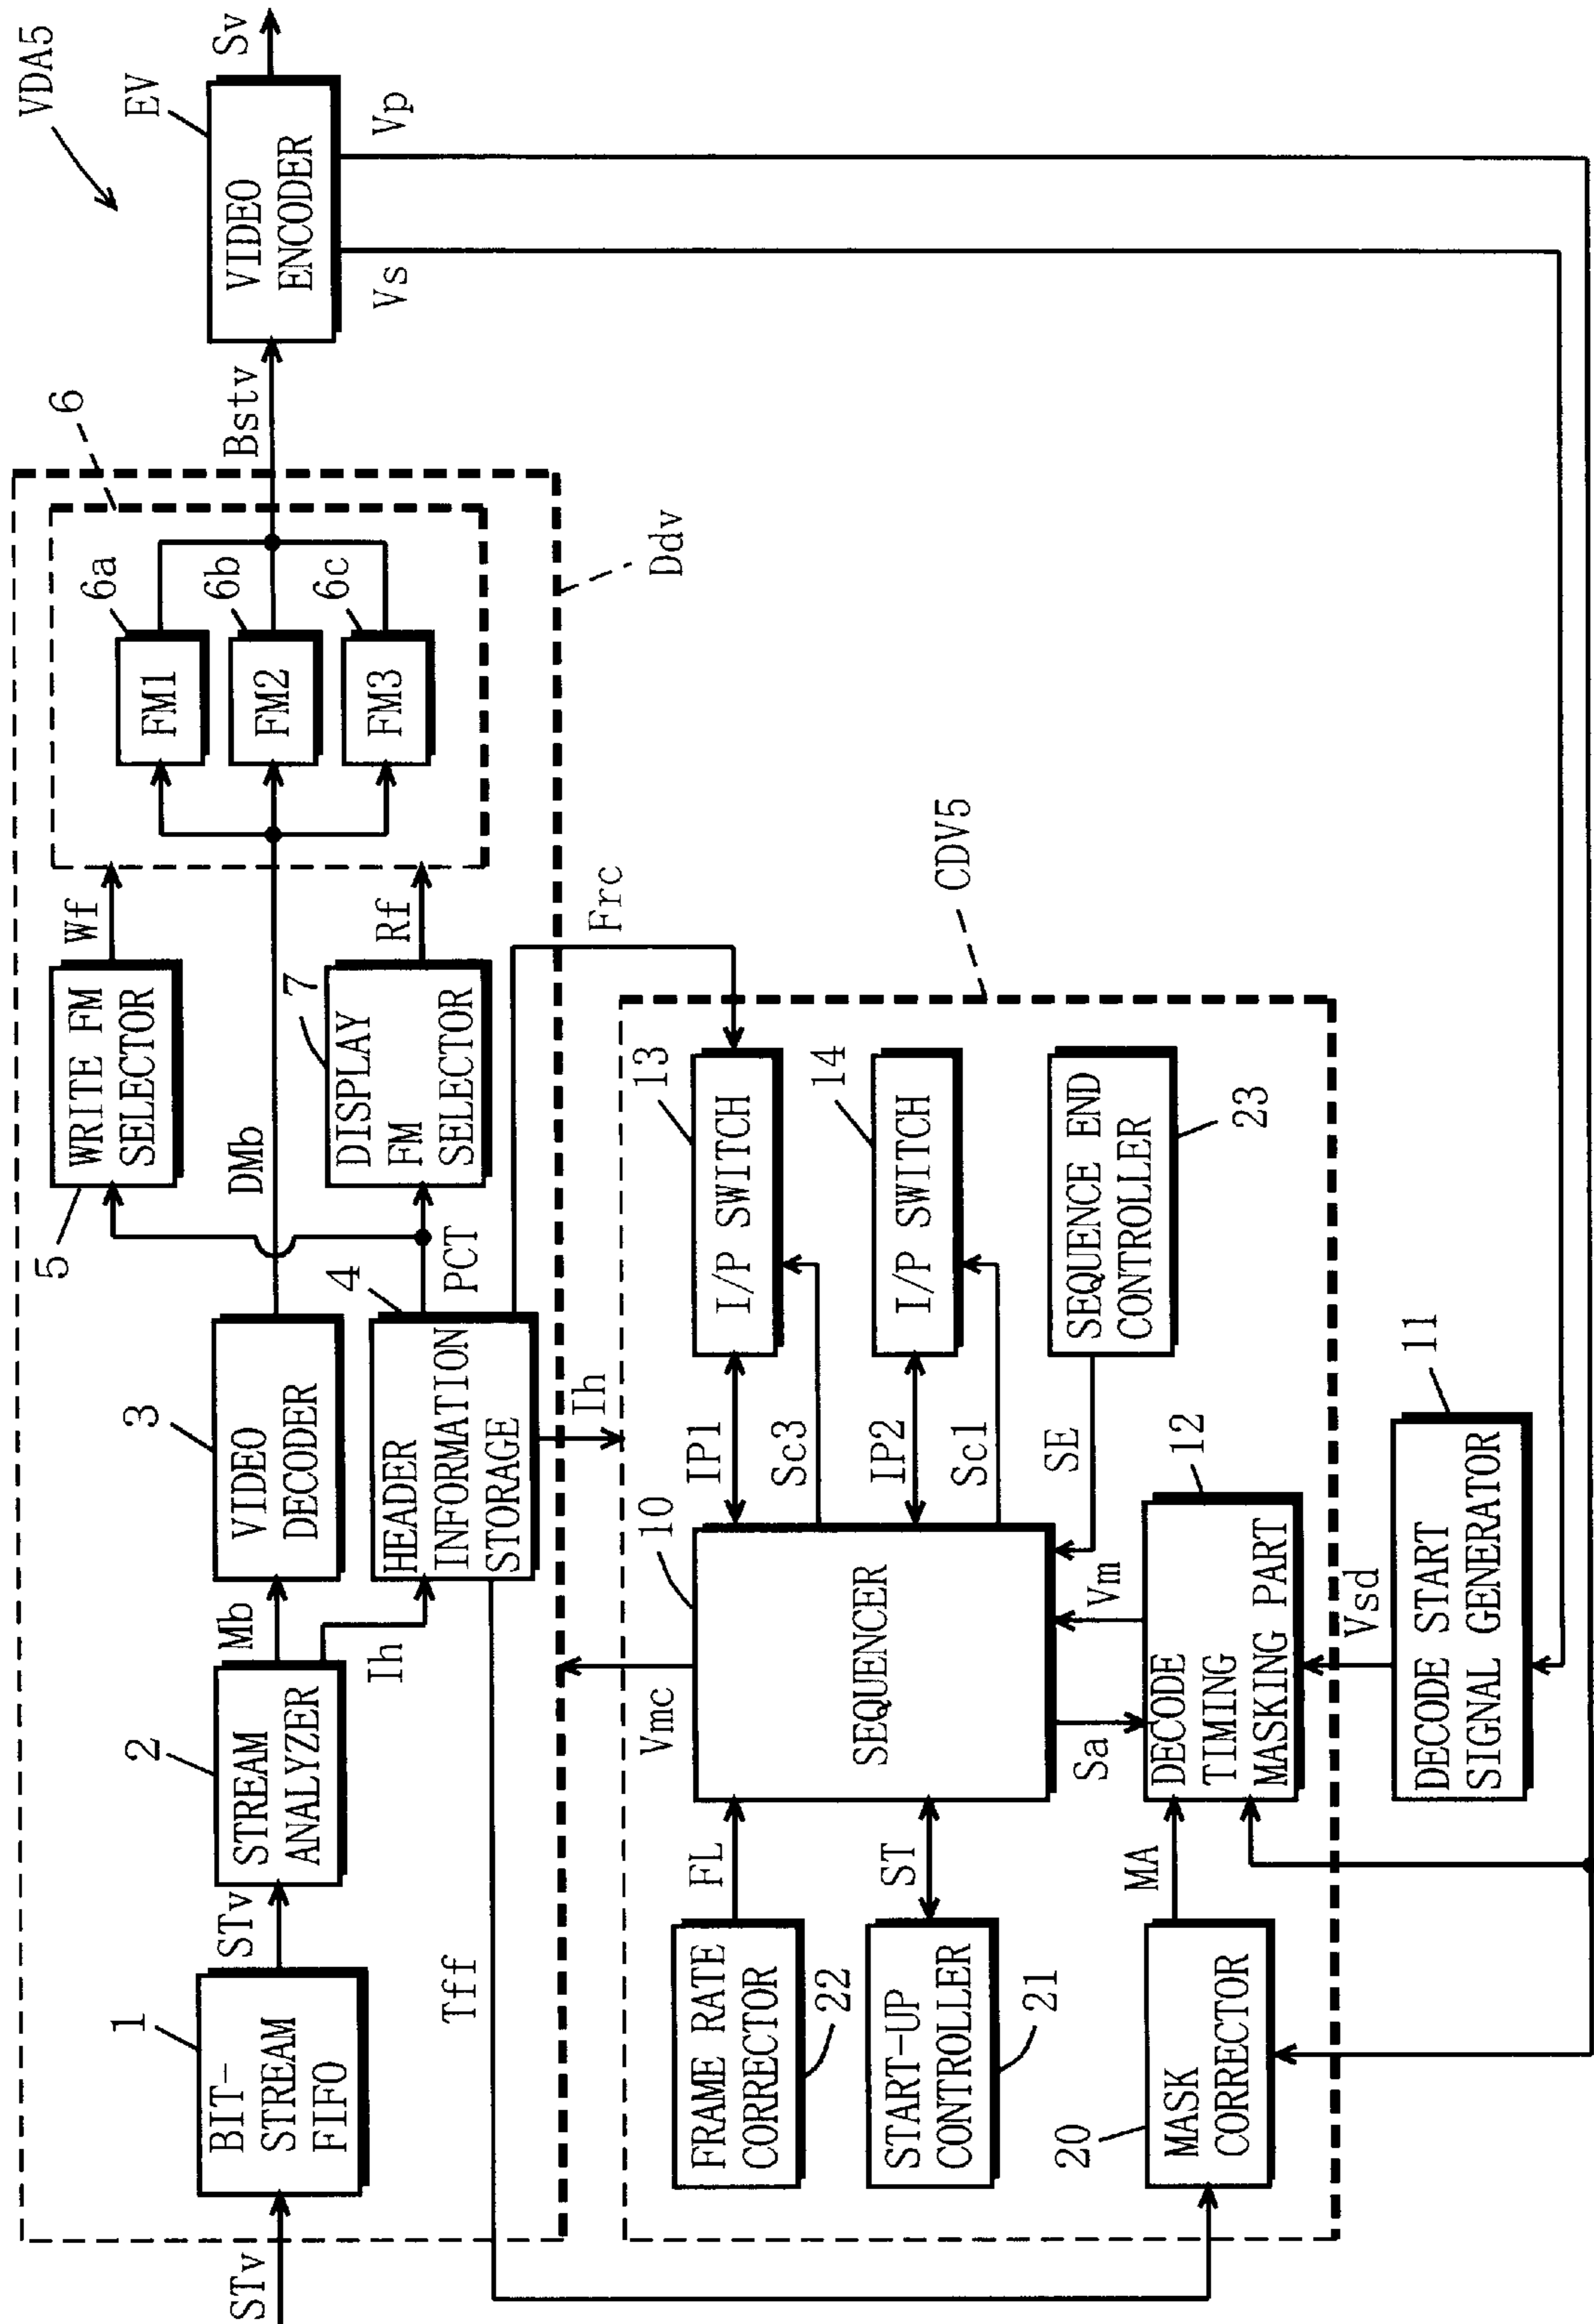 VDA5
STv
1
BIT-
STREAM
FIFO
STv
2
STREAM
ANALYZER
Mb
Ih
3
VIDEO
DECODER
4
HEADER
INFORMATION
STORAGE
PCT
DMb
5
WRITE FM
SELECTOR
Wf
7
DISPLAY
FM
SELECTOR
Rf
6
6a
FM1
6b
FM2
6c
FM3
Ddv
Bstv
EV
VIDEO
ENCODER
Sv
Vs
Vp
Tff
Ih
Frc
Vmc
CDV5
FRAME RATE
CORRECTOR
22
FL
START-UP
CONTROLLER
21
ST
10
SEQUENCER
IP1
Sc3
13
I/P SWITCH
IP2
Sc1
14
I/P SWITCH
SE
SEQUENCE END
CONTROLLER
23
20
MASK
CORRECTOR
MA
Sa
Vm
12
DECODE
TIMING
MASKING PART
Vsd
11
DECODE START
SIGNAL GENERATOR